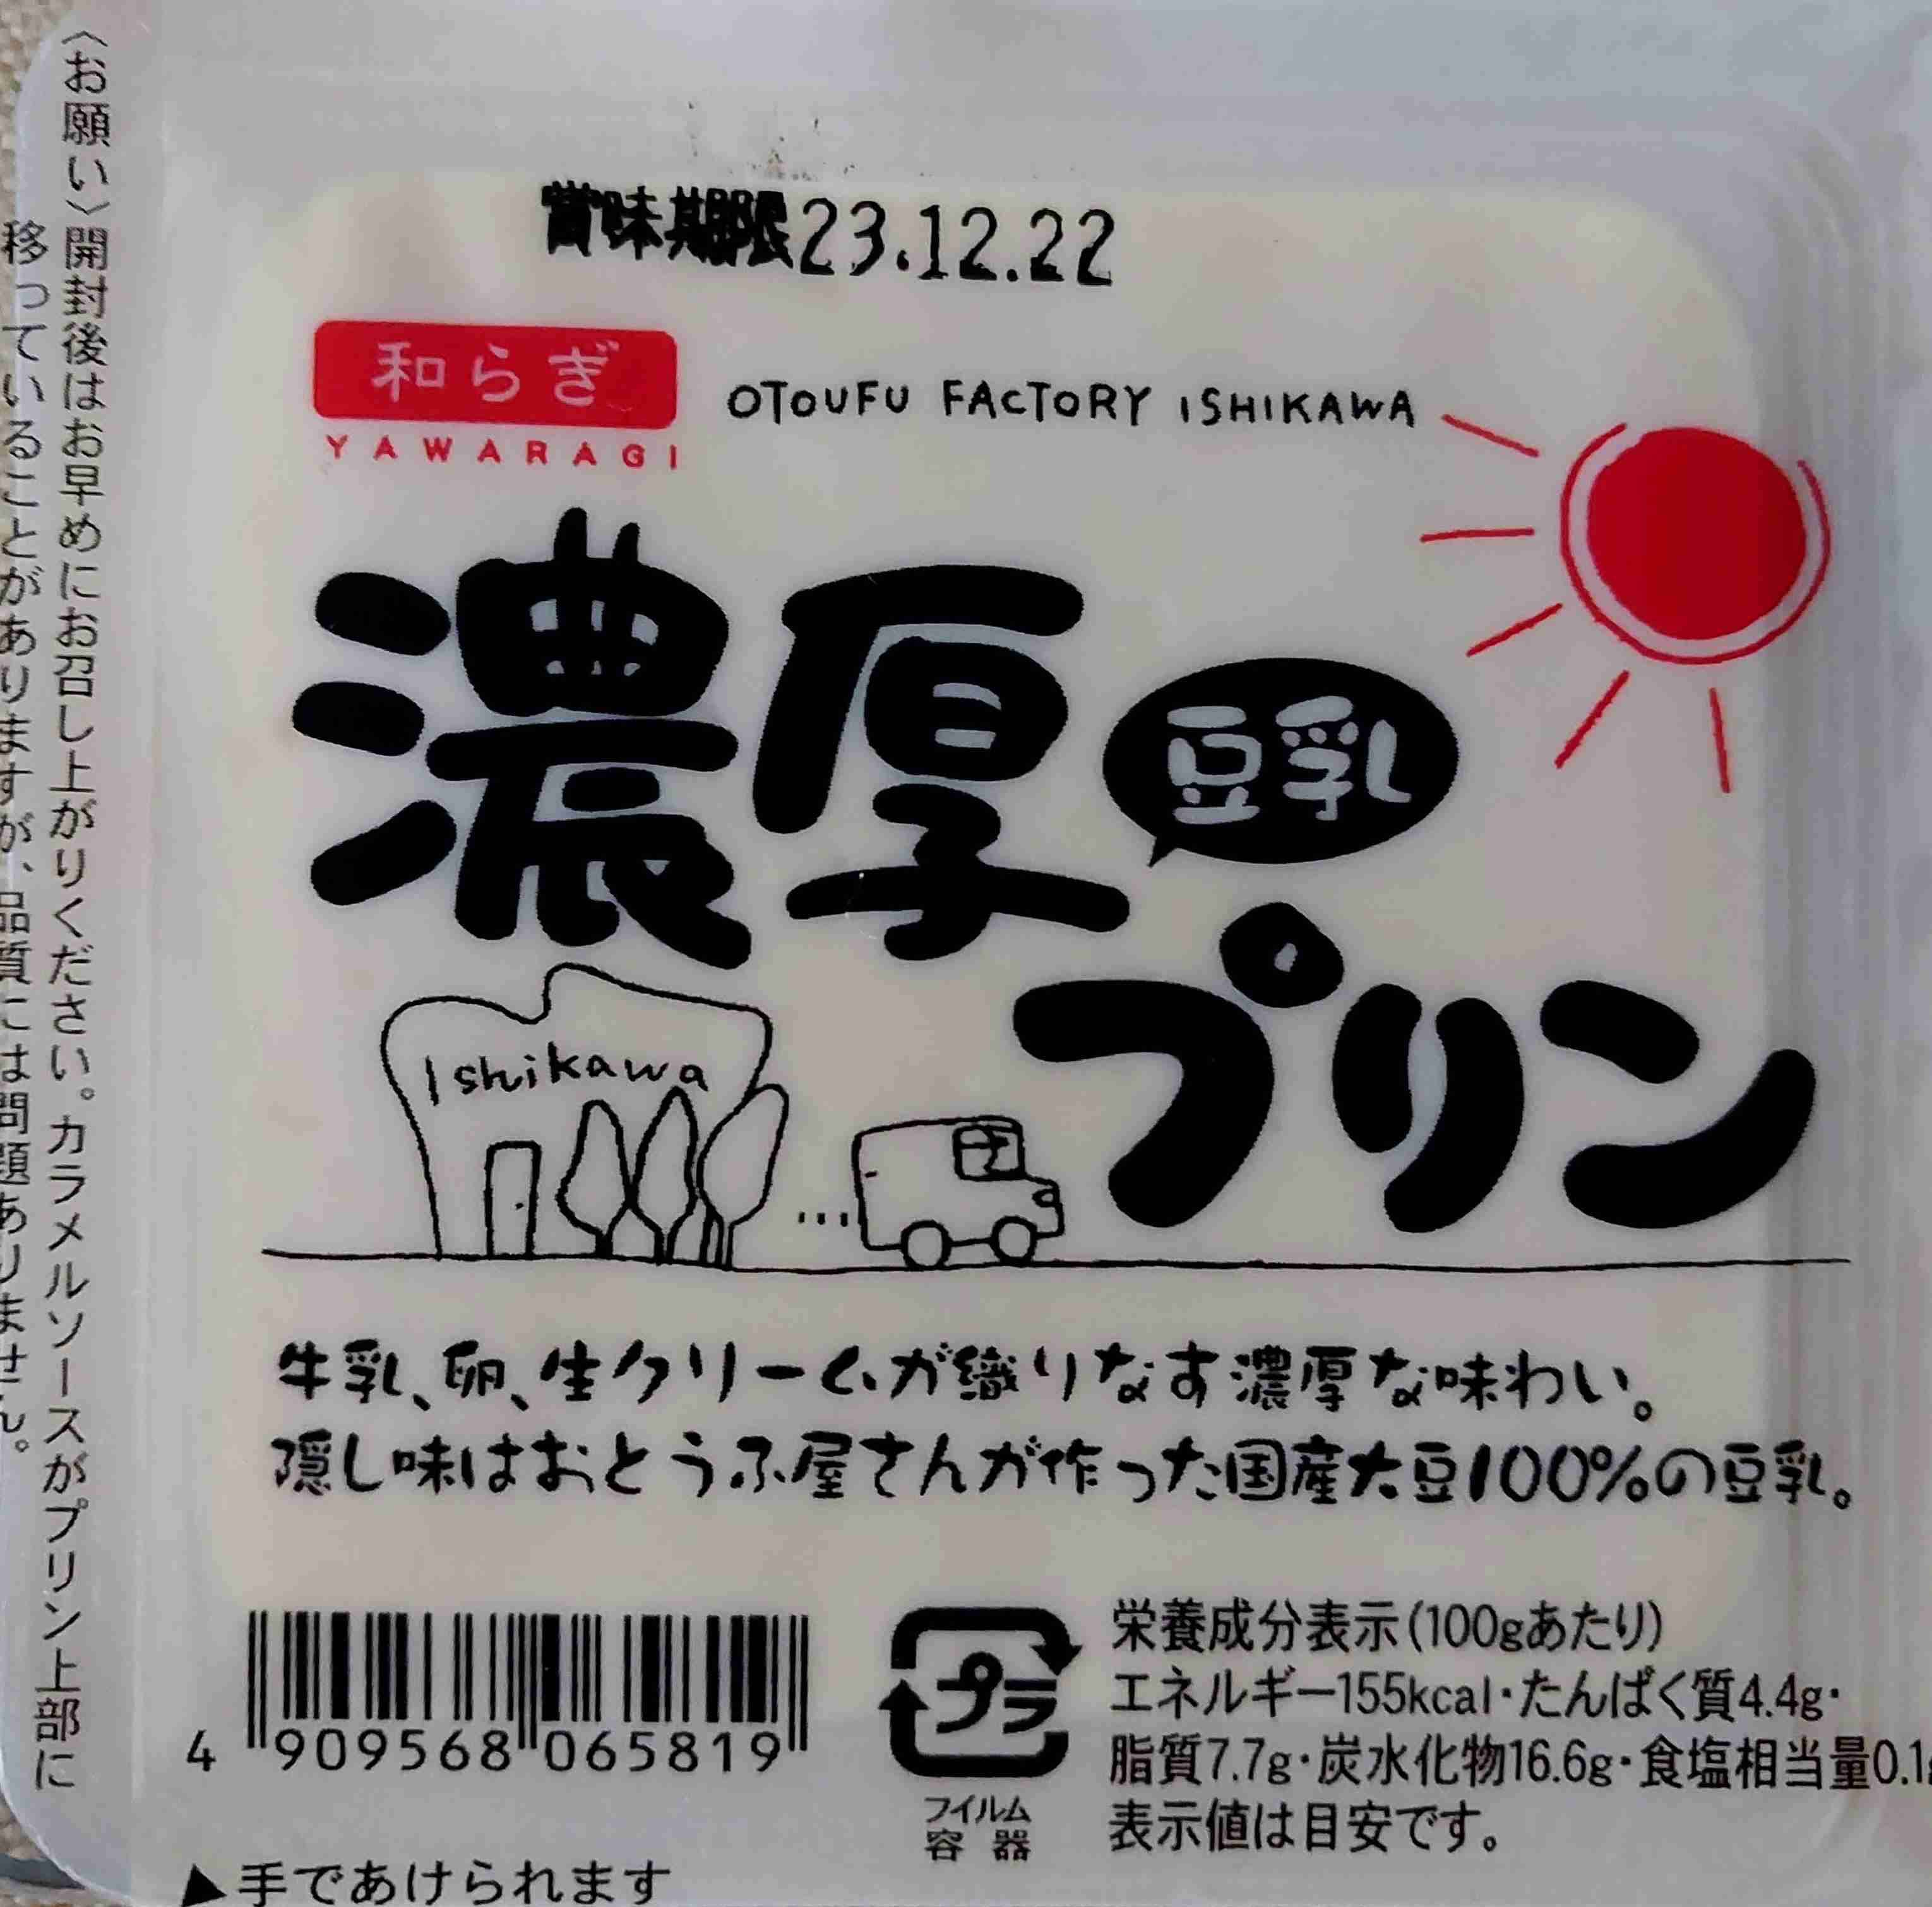 〈お願い〉開封後はお早めにお召し上がりください。カラメルソースがプリン上部に
移っていることがありますが、品質には問題ありません。
賞味期限23.12.22
和らぎ
YAWARAGI
OTOUFU FACTORY ISHIKAWA
濃厚
豆乳
プリン
Ishikawa
牛乳、卵、生クリームが織りなす濃厚な味わい。
隠し味はおとうふ屋さんが作った国産大豆100%の豆乳。
4 909568 065819
プラ
フイルム
容器
栄養成分表示(100gあたり)
エネルギー155kcal・たんぱく質4.4g・
脂質7.7g・炭水化物16.6g・食塩相当量0.1g
表示値は目安です。
▲手であけられます